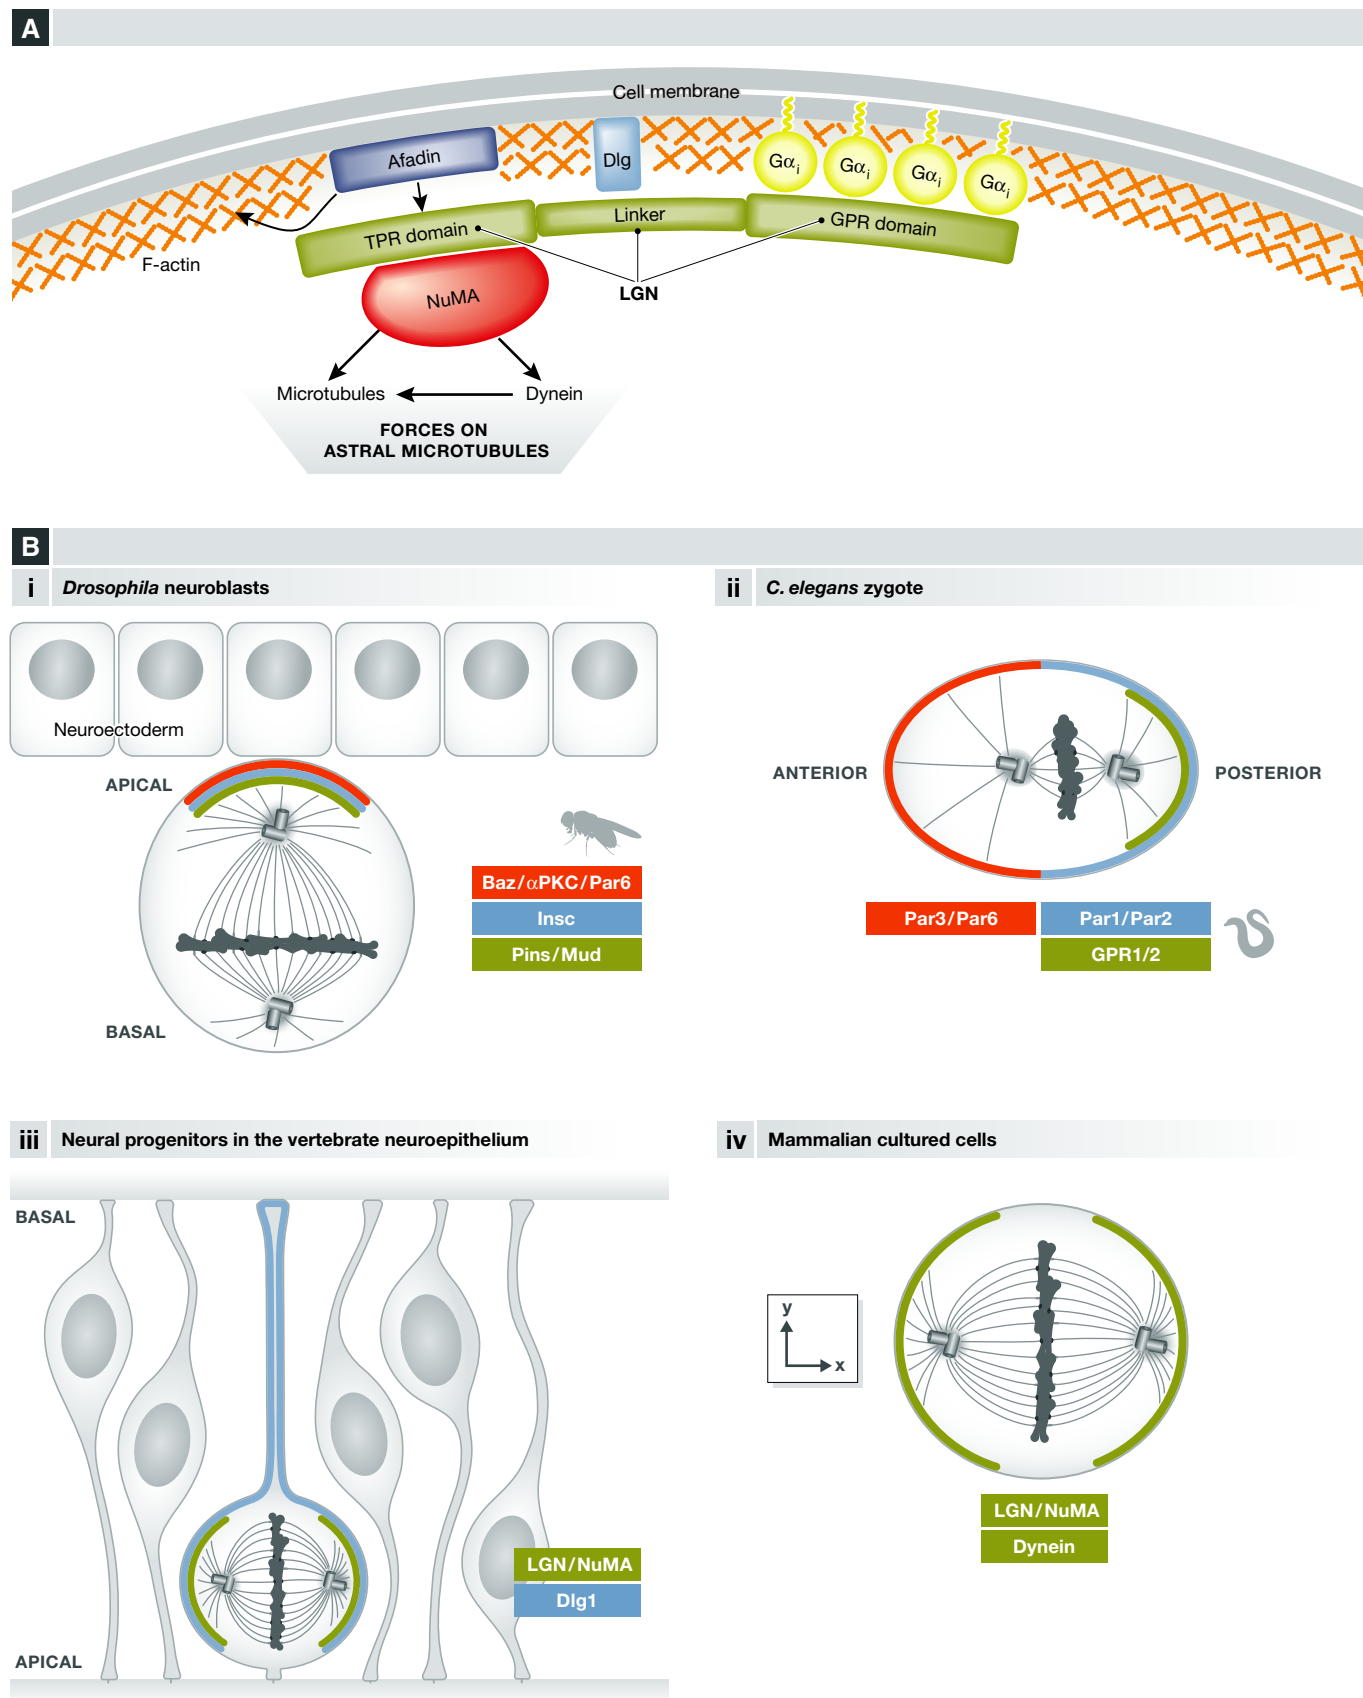 A
Cell membrane
Afadin
Dlg
Gαi
Gαi
Gαi
Gαi
TPR domain
Linker
GPR domain
F-actin
NuMA
LGN
Microtubules
Dynein
FORCES ON
ASTRAL MICROTUBULES
B
i
Drosophila neuroblasts
Neuroectoderm
APICAL
BASAL
Baz/αPKC/Par6
Insc
Pins/Mud
ii
C. elegans zygote
ANTERIOR
POSTERIOR
Par3/Par6
Par1/Par2
GPR1/2
iii
Neural progenitors in the vertebrate neuroepithelium
BASAL
LGN/NuMA
Dlg1
APICAL
iv
Mammalian cultured cells
y
x
LGN/NuMA
Dynein